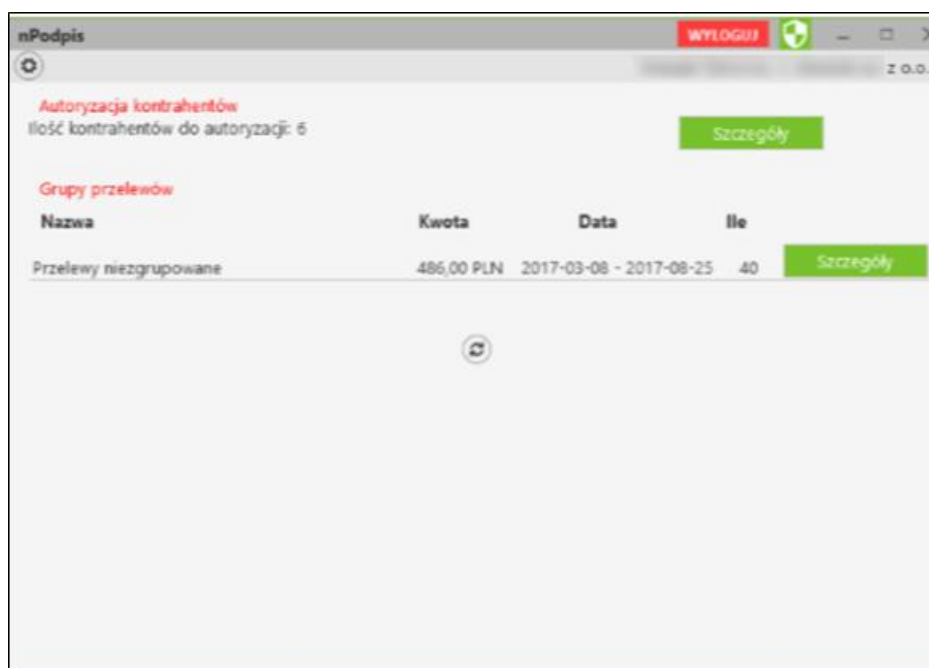 nPodpis WYLOGUJ
z o.o.
Autoryzacja kontrahentów
Ilość kontrahentów do autoryzacji: 6 Szczegóły
Grupy przelewów
Nazwa Kwota Data Ile
Przelewy niezgrupowane 486,00 PLN 2017-03-08 - 2017-08-25 40 Szczegóły